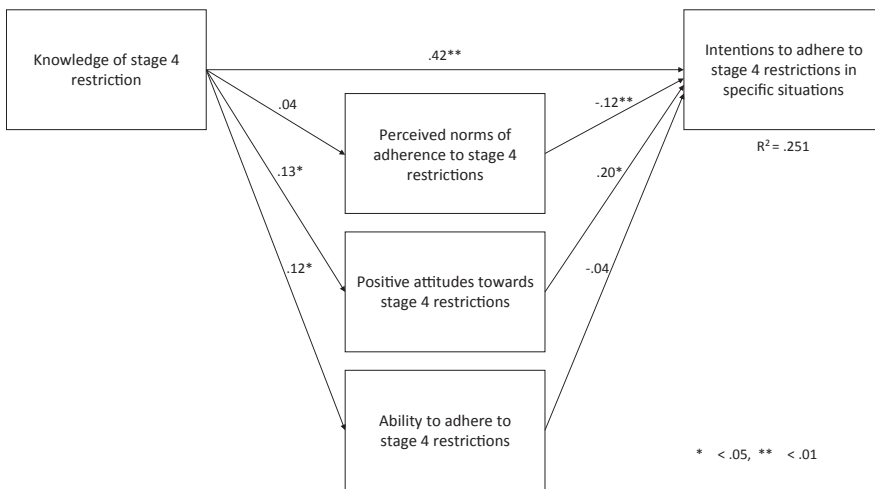 Knowledge of stage 4
restriction
.42**
Intentions to adhere to
stage 4 restrictions in
specific situations
R² = .251
.04
-.12**
Perceived norms of
adherence to stage 4
restrictions
.13*
.20*
Positive attitudes towards
stage 4 restrictions
.12*
-.04
Ability to adhere to
stage 4 restrictions
* < .05, ** < .01